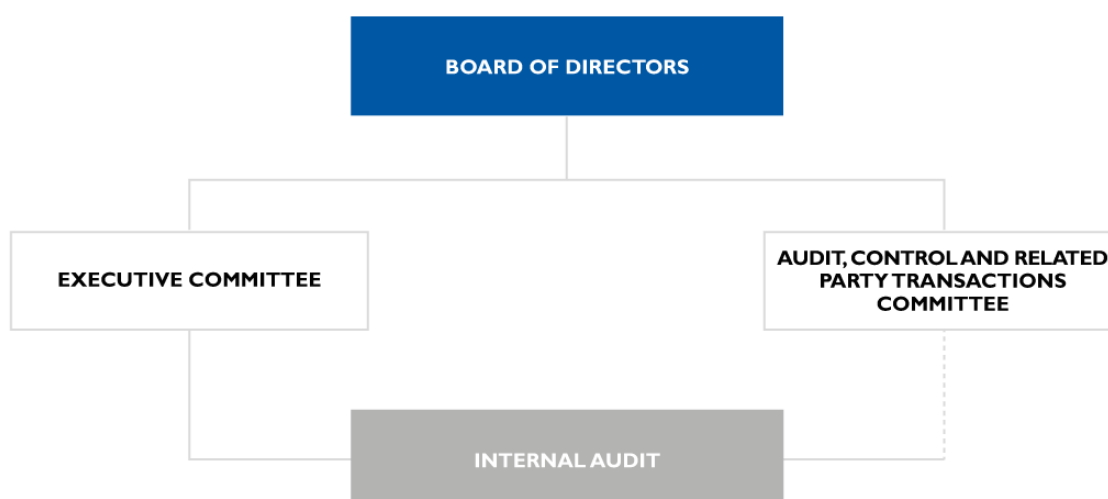 BOARD OF DIRECTORS
EXECUTIVE COMMITTEE
AUDIT, CONTROL AND RELATED
PARTY TRANSACTIONS
COMMITTEE
INTERNAL AUDIT